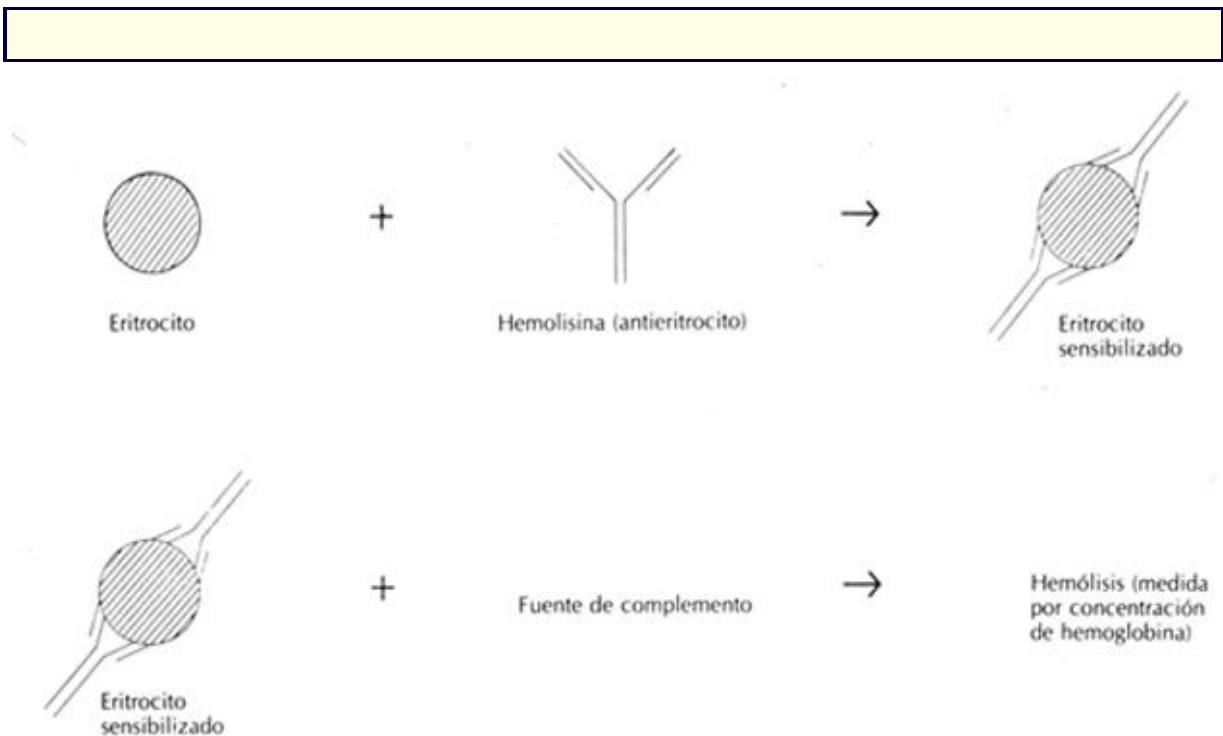 +
→
Eritrocito
Hemolisina (antieritrocito)
Eritrocito
sensibilizado
+
Fuente de complemento
→
Hemólisis (medida
por concentración
de hemoglobina)
Eritrocito
sensibilizado